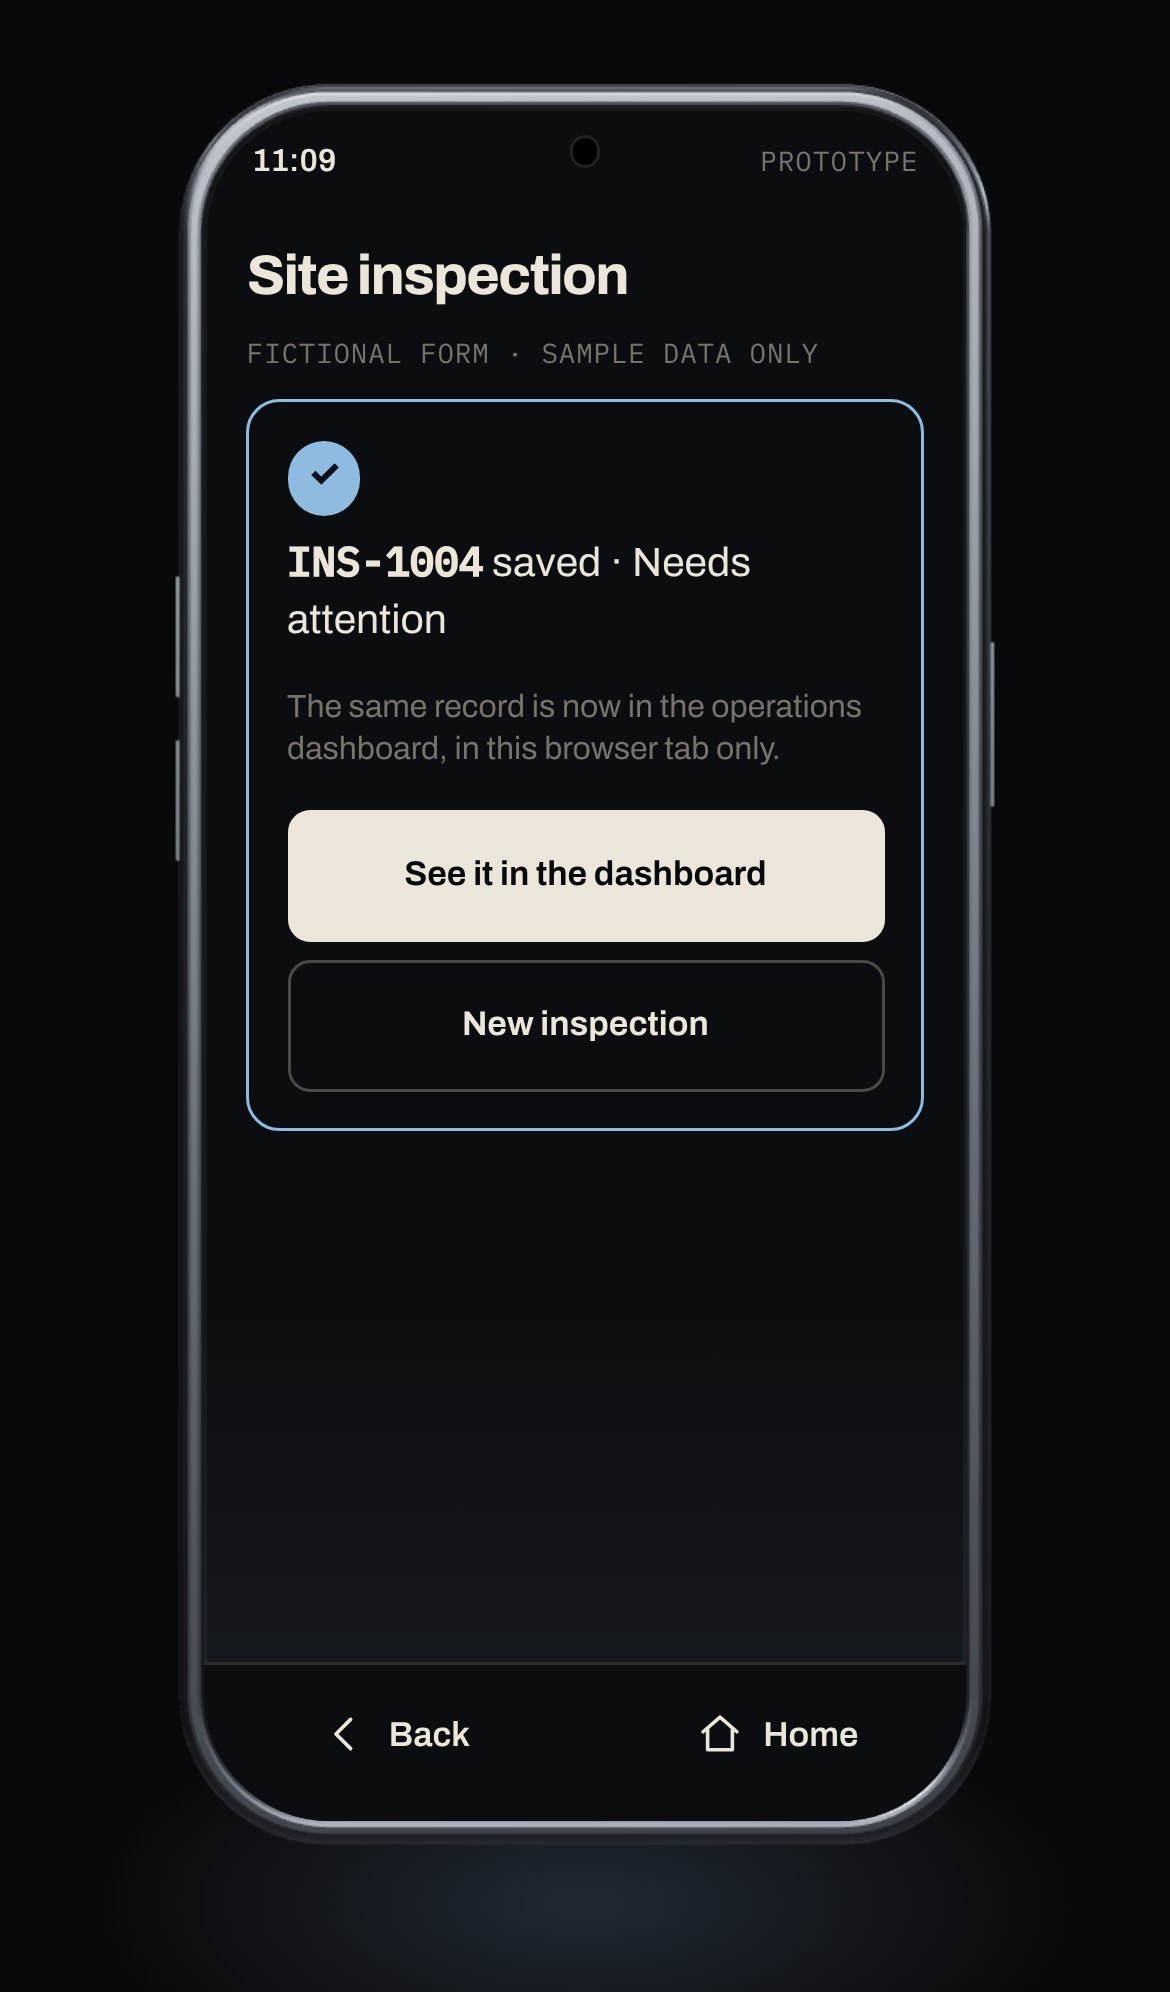 11:09
PROTOTYPE
Site inspection
FICTIONAL FORM · SAMPLE DATA ONLY
INS-1004 saved · Needs
attention
The same record is now in the operations
dashboard, in this browser tab only.
See it in the dashboard
New inspection
Back
Home